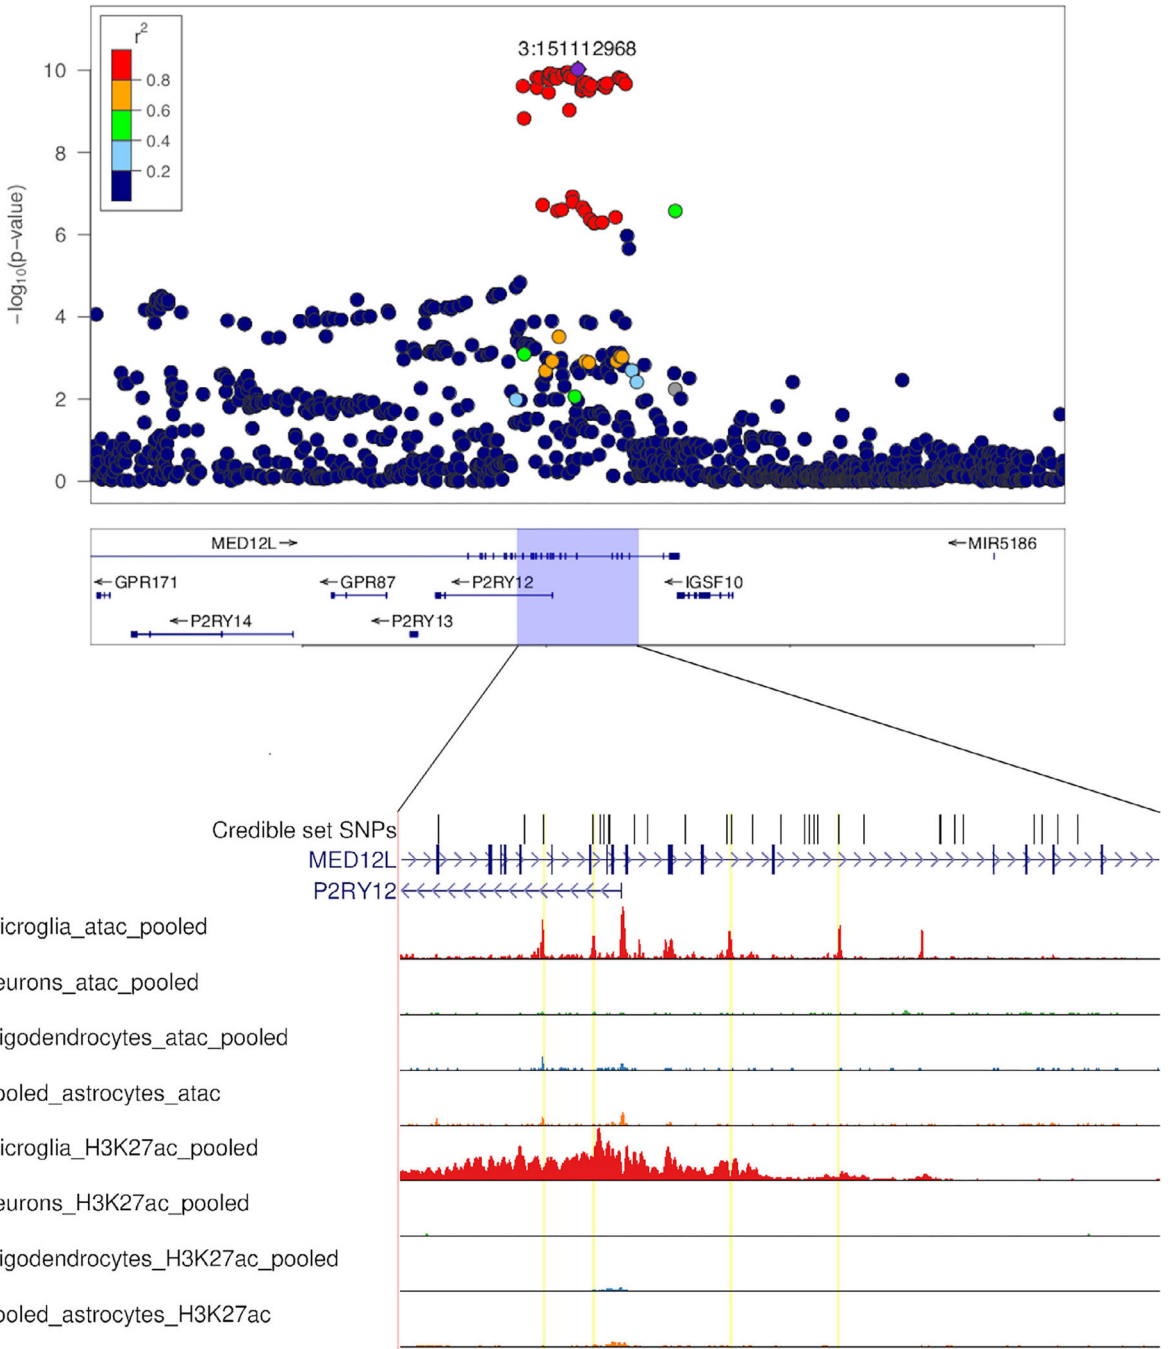 3:151112968
r2
0.8
0.6
0.4
0.2
10
8
6
4
2
0
−log10(p−value)
MED12L→
←MIR5186
←GPR171
←GPR87
←P2RY12
←IGSF10
←P2RY14
←P2RY13
Credible set SNPs
MED12L
P2RY12
icroglia_atac_pooled
eurons_atac_pooled
igodendrocytes_atac_pooled
ooled_astrocytes_atac
icroglia_H3K27ac_pooled
eurons_H3K27ac_pooled
igodendrocytes_H3K27ac_pooled
ooled_astrocytes_H3K27ac